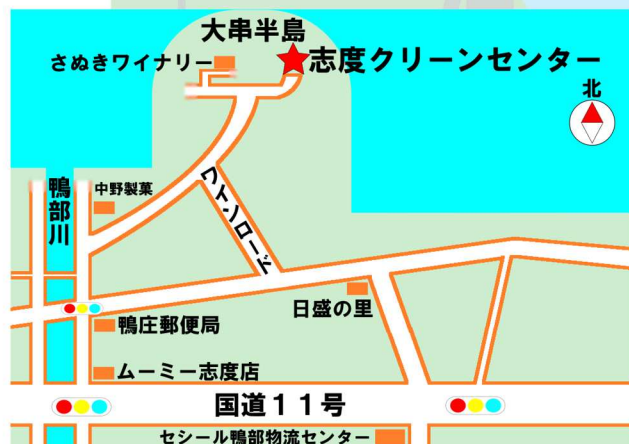 大串半島
さぬきワイナリー
志度クリーンセンター
北
中野製菓
鴨部川
ワインロード
日盛の里
鴨庄郵便局
ムーミー志度店
国道11号
セシール鴨部物流センター